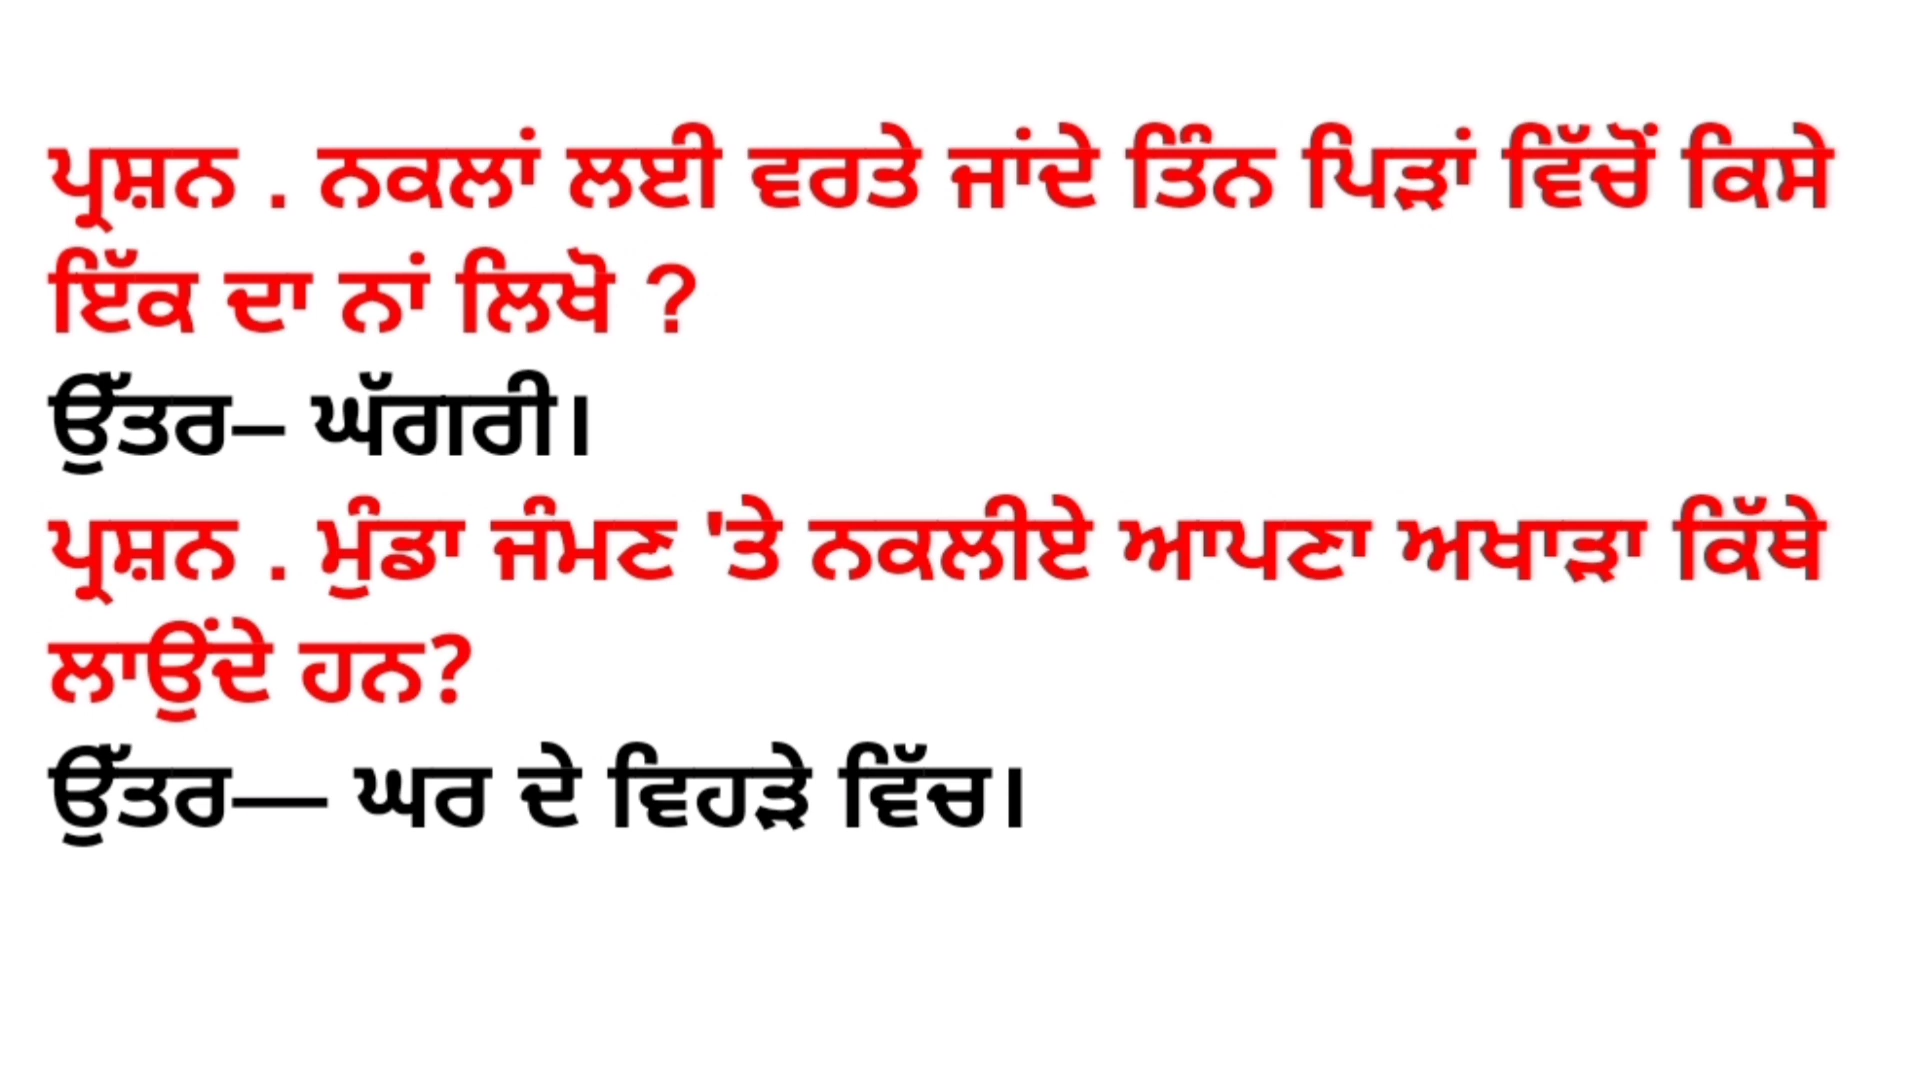 ਪ੍ਰਸ਼ਨ . ਨਕਲਾਂ ਲਈ ਵਰਤੇ ਜਾਂਦੇ ਤਿੰਨ ਪਿੜਾਂ ਵਿੱਚੋਂ ਕਿਸੇ
ਇੱਕ ਦਾ ਨਾਂ ਲਿਖੋ ?
ਉੱਤਰ– ਘੱਗਰੀ।
ਪ੍ਰਸ਼ਨ . ਮੁੰਡਾ ਜੰਮਣ 'ਤੇ ਨਕਲੀਏ ਆਪਣਾ ਅਖਾੜਾ ਕਿੱਥੇ
ਲਾਉਂਦੇ ਹਨ?
ਉੱਤਰ— ਘਰ ਦੇ ਵਿਹੜੇ ਵਿੱਚ।